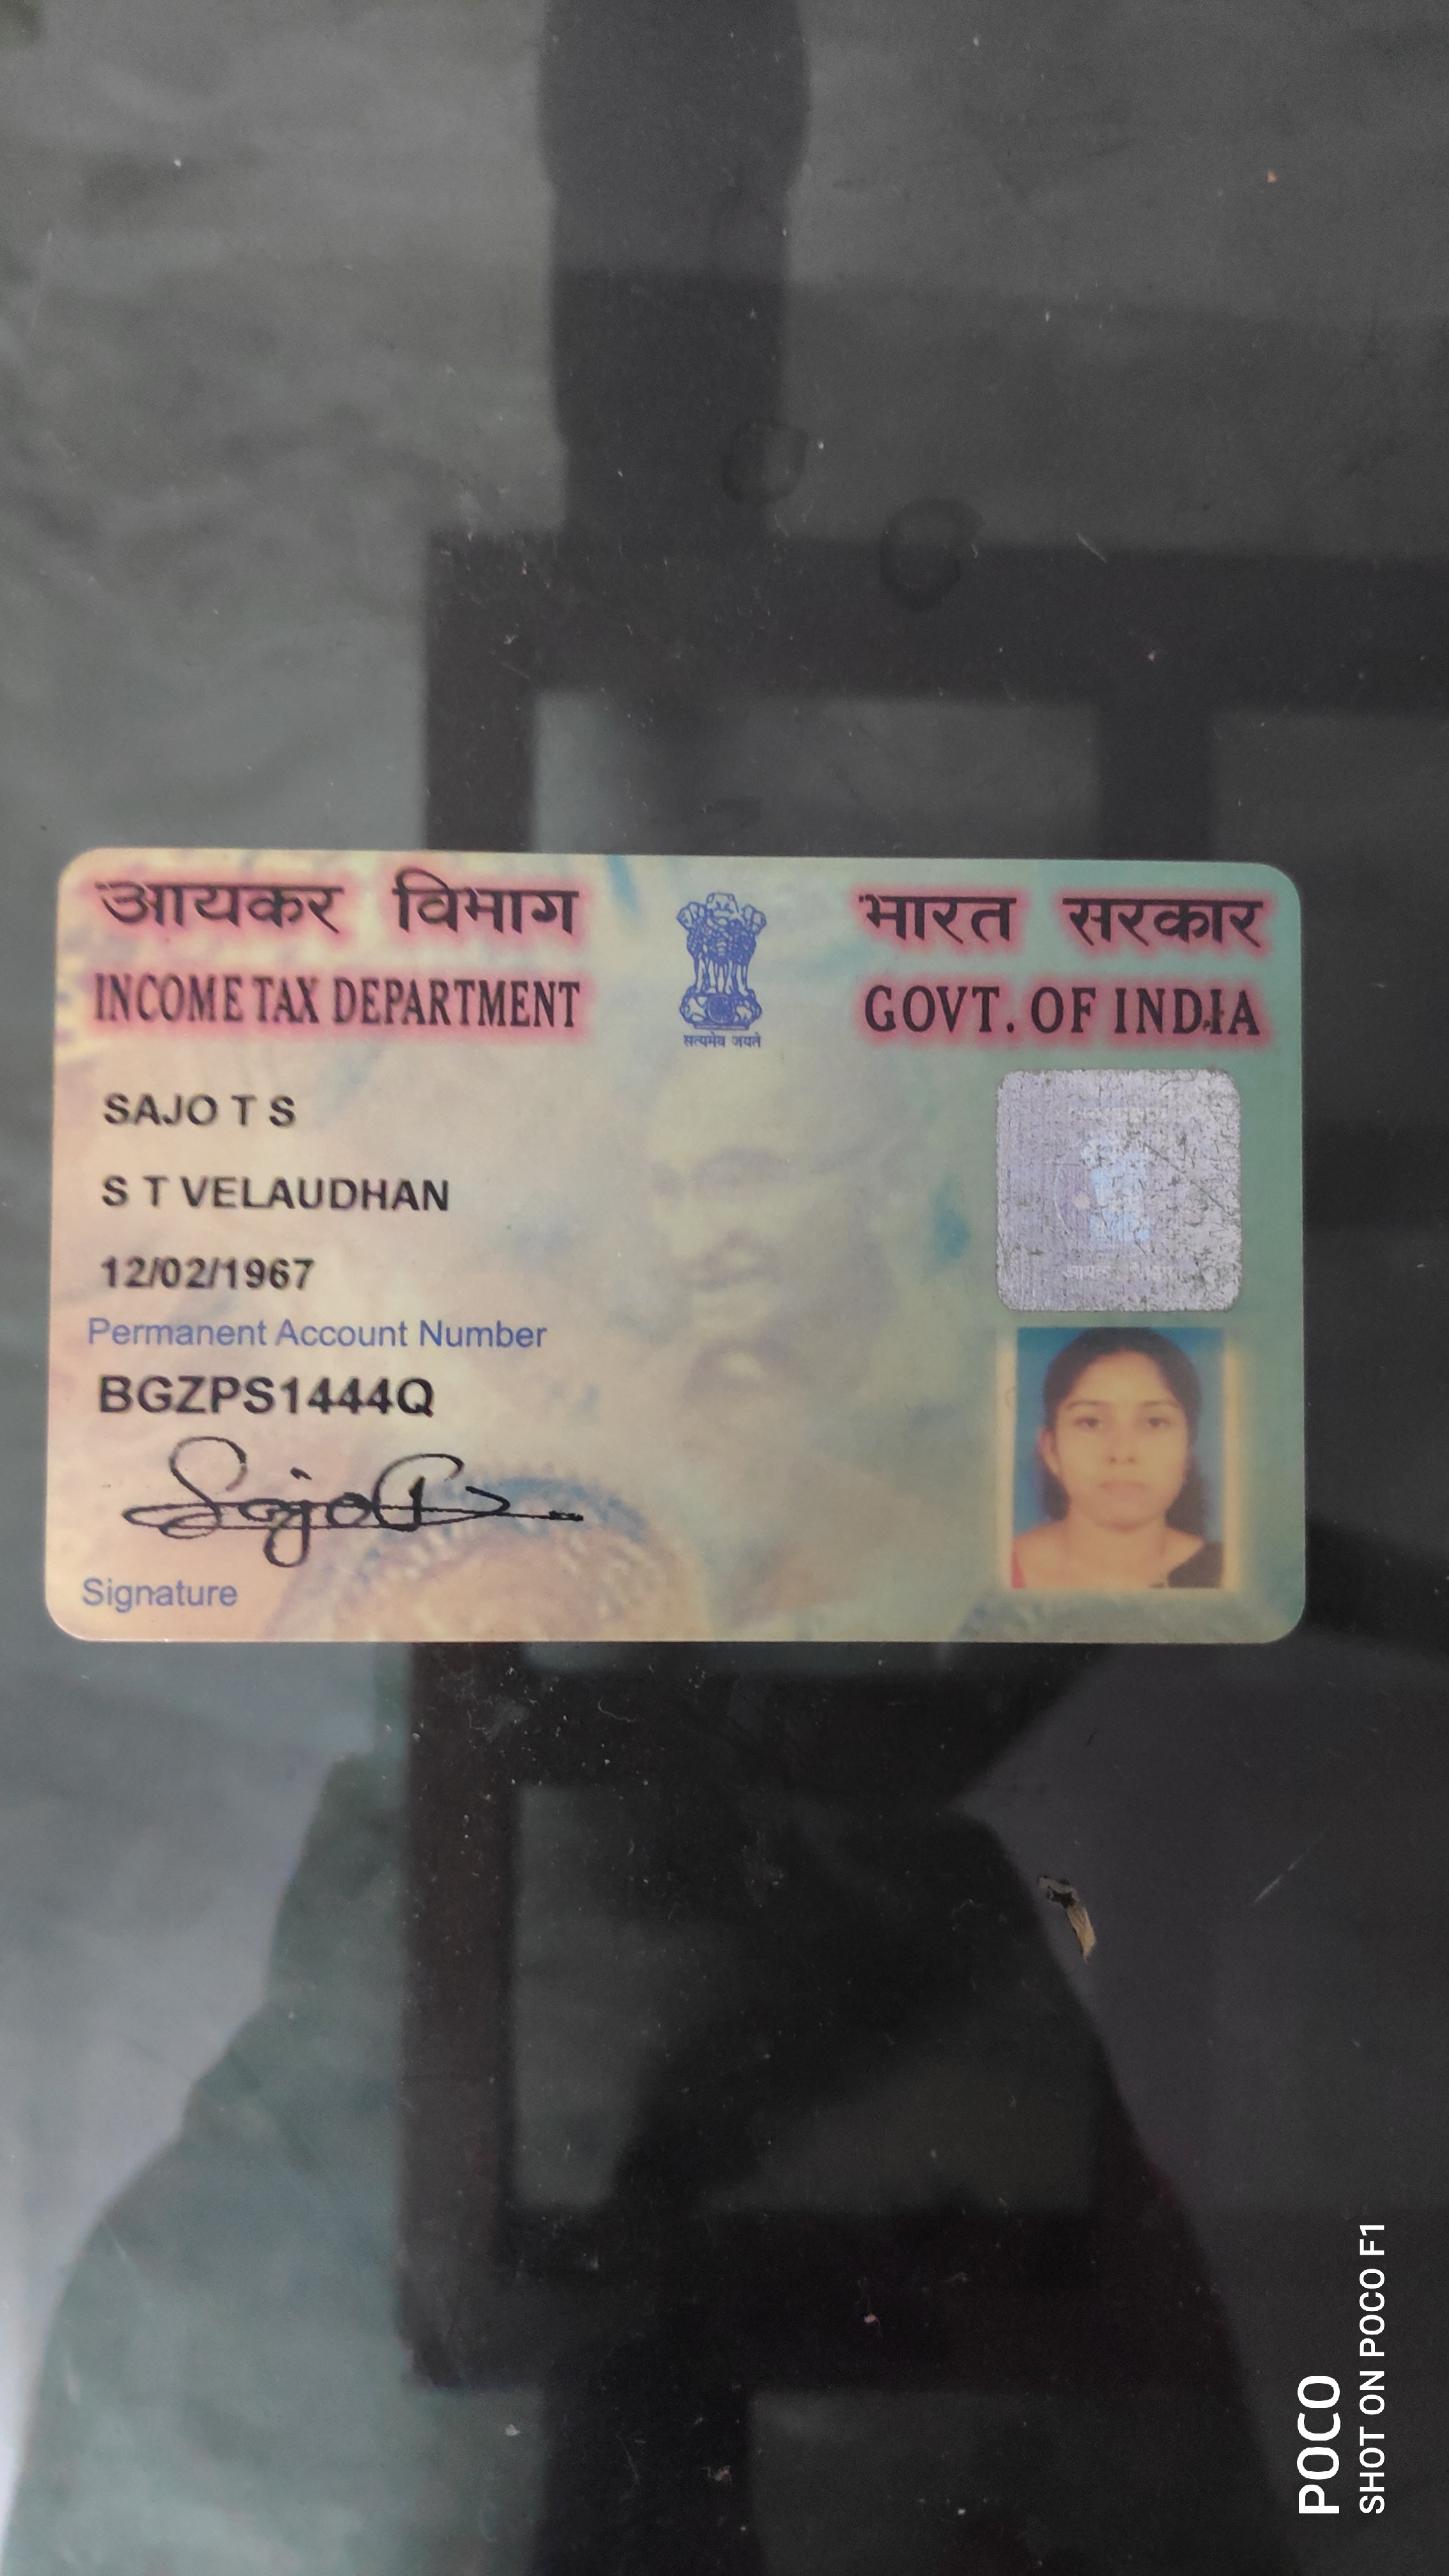 आयकर विभाग
INCOME TAX DEPARTMENT
सत्यमेव जयते
भारत सरकार
GOVT. OF INDIA
SAJO T S
S T VELAUDHAN
12/02/1967
Permanent Account Number
BGZPS1444Q
Signature
POCO
SHOT ON POCO F1